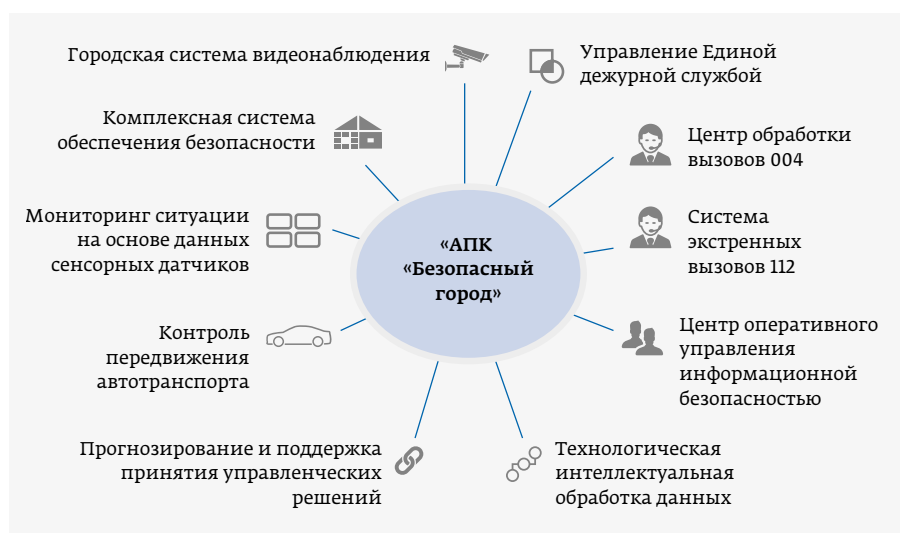 Городская система видеонаблюдения
Управление Единой
дежурной службой
Комплексная система
обеспечения безопасности
Центр обработки
вызовов 004
Мониторинг ситуации
на основе данных
сенсорных датчиков
Система
экстренных
вызовов 112
«АПК
«Безопасный
город»
Контроль
передвижения
автотранспорта
Центр оперативного
управления
информационной
безопасностью
Прогнозирование и поддержка
принятия управленческих
решений
Технологическая
интеллектуальная
обработка данных